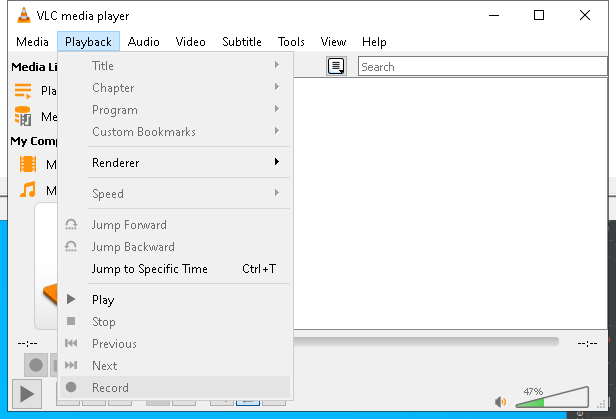 VLC media player
Media Playback Audio Video Subtitle Tools View Help
Media Li
Search
Pla
Me
My Comp
M
M
Title
Chapter
Program
Custom Bookmarks
Renderer
Speed
Jump Forward
Jump Backward
Jump to Specific Time Ctrl+T
Play
Stop
Previous
Next
Record
--:-- --:--
47%